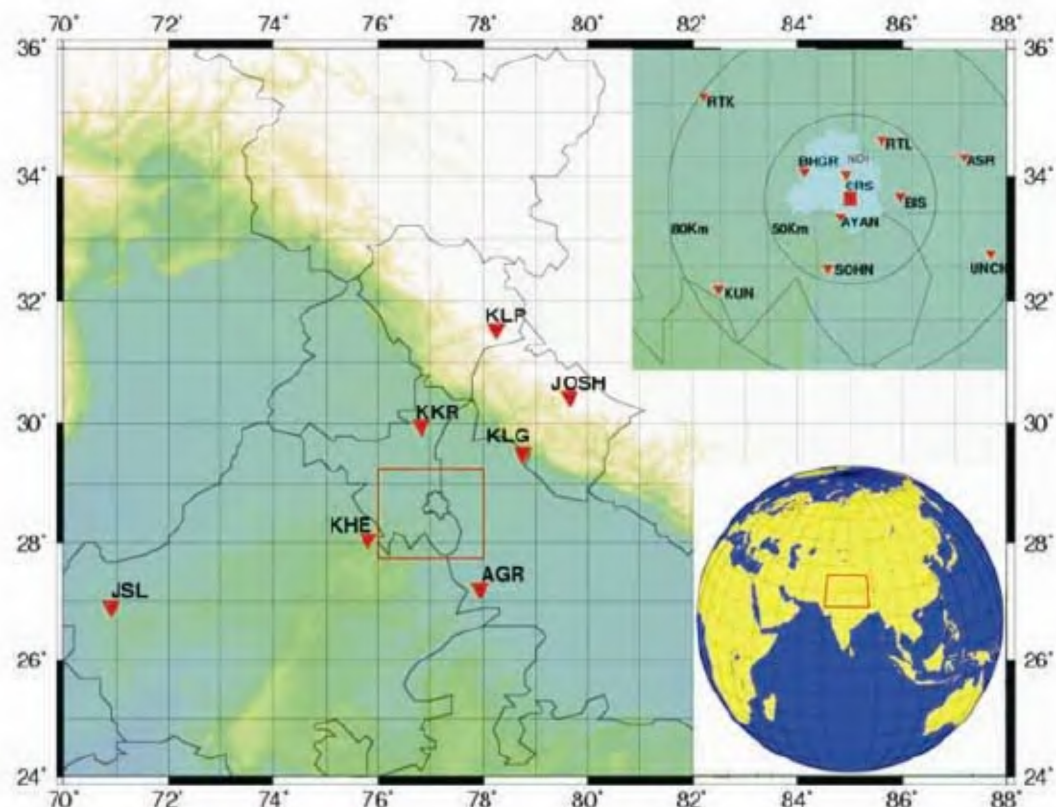 70° 72° 74° 76° 78° 80° 82° 84° 86° 88°
36° 36°
RTK
RTL
BHGR NDI ASR
34° 34°
CRS
BIS
AYAN
80Km 50Km
SOHN UNCH
KUN
32° 32°
KLP
JOSH
KKR
30° 30°
KLG
KHE
28° 28°
AGR
JSL
26° 26°
24° 24°
70° 72° 74° 76° 78° 80° 82° 84° 86° 88°